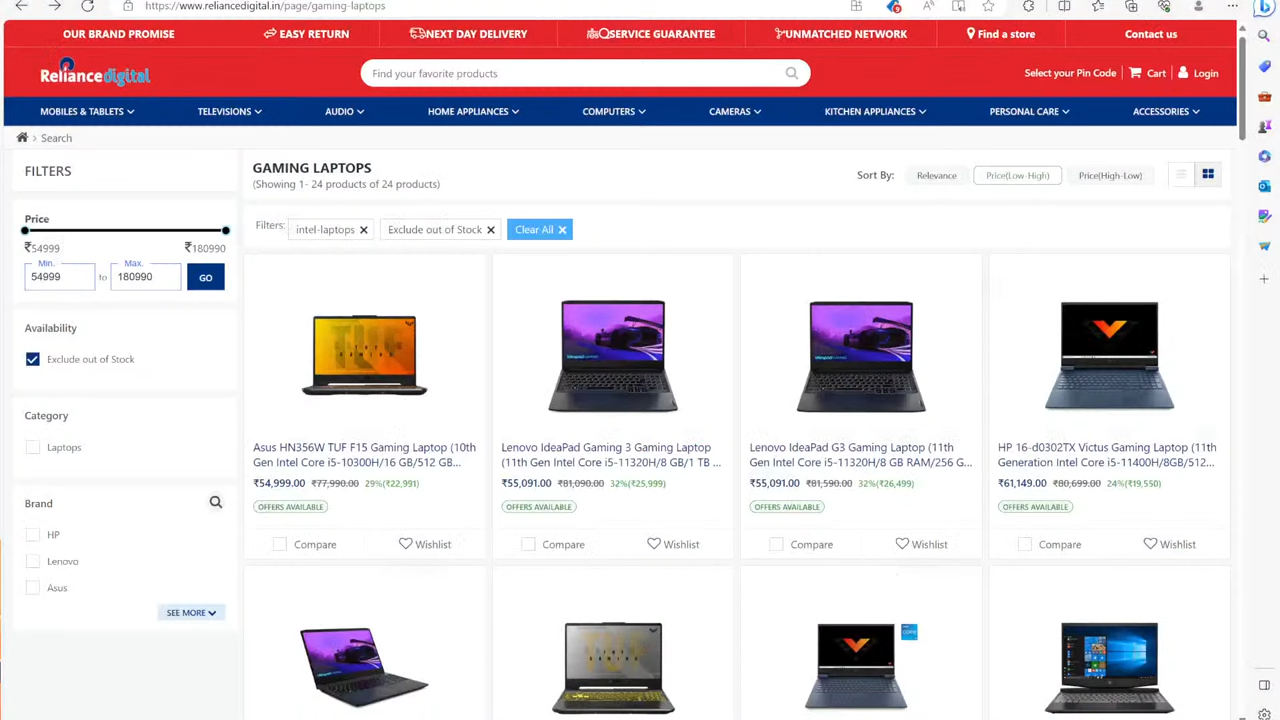 https://www.reliancedigital.in/page/gaming-laptops
OUR BRAND PROMISE EASY RETURN NEXT DAY DELIVERY SERVICE GUARANTEE UNMATCHED NETWORK Find a store Contact us
Reliance digital Find your favorite products Select your Pin Code Cart Login
MOBILES & TABLETS TELEVISIONS AUDIO HOME APPLIANCES COMPUTERS CAMERAS KITCHEN APPLIANCES PERSONAL CARE ACCESSORIES
Search
FILTERS
Price
₹54999 ₹180990
Min. Max.
54999 to 180990 GO
Availability
Exclude out of Stock
Category
Laptops
Brand
HP
Lenovo
Asus
SEE MORE
GAMING LAPTOPS
(Showing 1- 24 products of 24 products)
Sort By: Relevance Price(Low-High) Price(High-Low)
Filters: intel-laptops Exclude out of Stock Clear All
Asus HN356W TUF F15 Gaming Laptop (10th
Gen Intel Core i5-10300H/16 GB/512 GB...
₹54,999.00 ₹77,990.00 29%(₹22,991)
OFFERS AVAILABLE
Compare Wishlist
Lenovo IdeaPad Gaming 3 Gaming Laptop
(11th Gen Intel Core i5-11320H/8 GB/1 TB ...
₹55,091.00 ₹81,090.00 32%(₹25,999)
OFFERS AVAILABLE
Compare Wishlist
Lenovo IdeaPad G3 Gaming Laptop (11th
Gen Intel Core i5-11320H/8 GB RAM/256 G...
₹55,091.00 ₹81,590.00 32%(₹26,499)
OFFERS AVAILABLE
Compare Wishlist
HP 16-d0302TX Victus Gaming Laptop (11th
Generation Intel Core i5-11400H/8GB/512...
₹61,149.00 ₹80,699.00 24%(₹19,550)
OFFERS AVAILABLE
Compare Wishlist